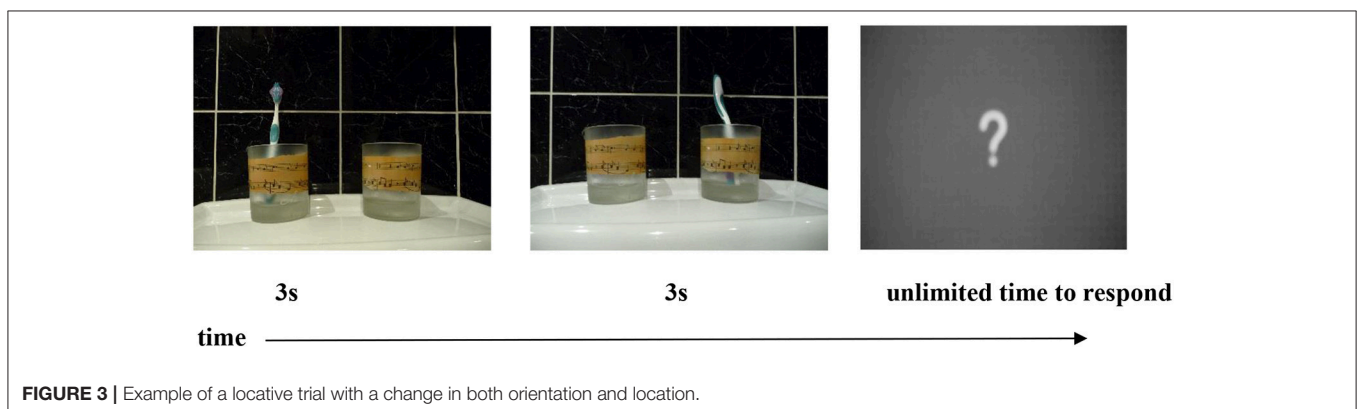 ?
3s 3s unlimited time to respond
time
FIGURE 3 | Example of a locative trial with a change in both orientation and location.